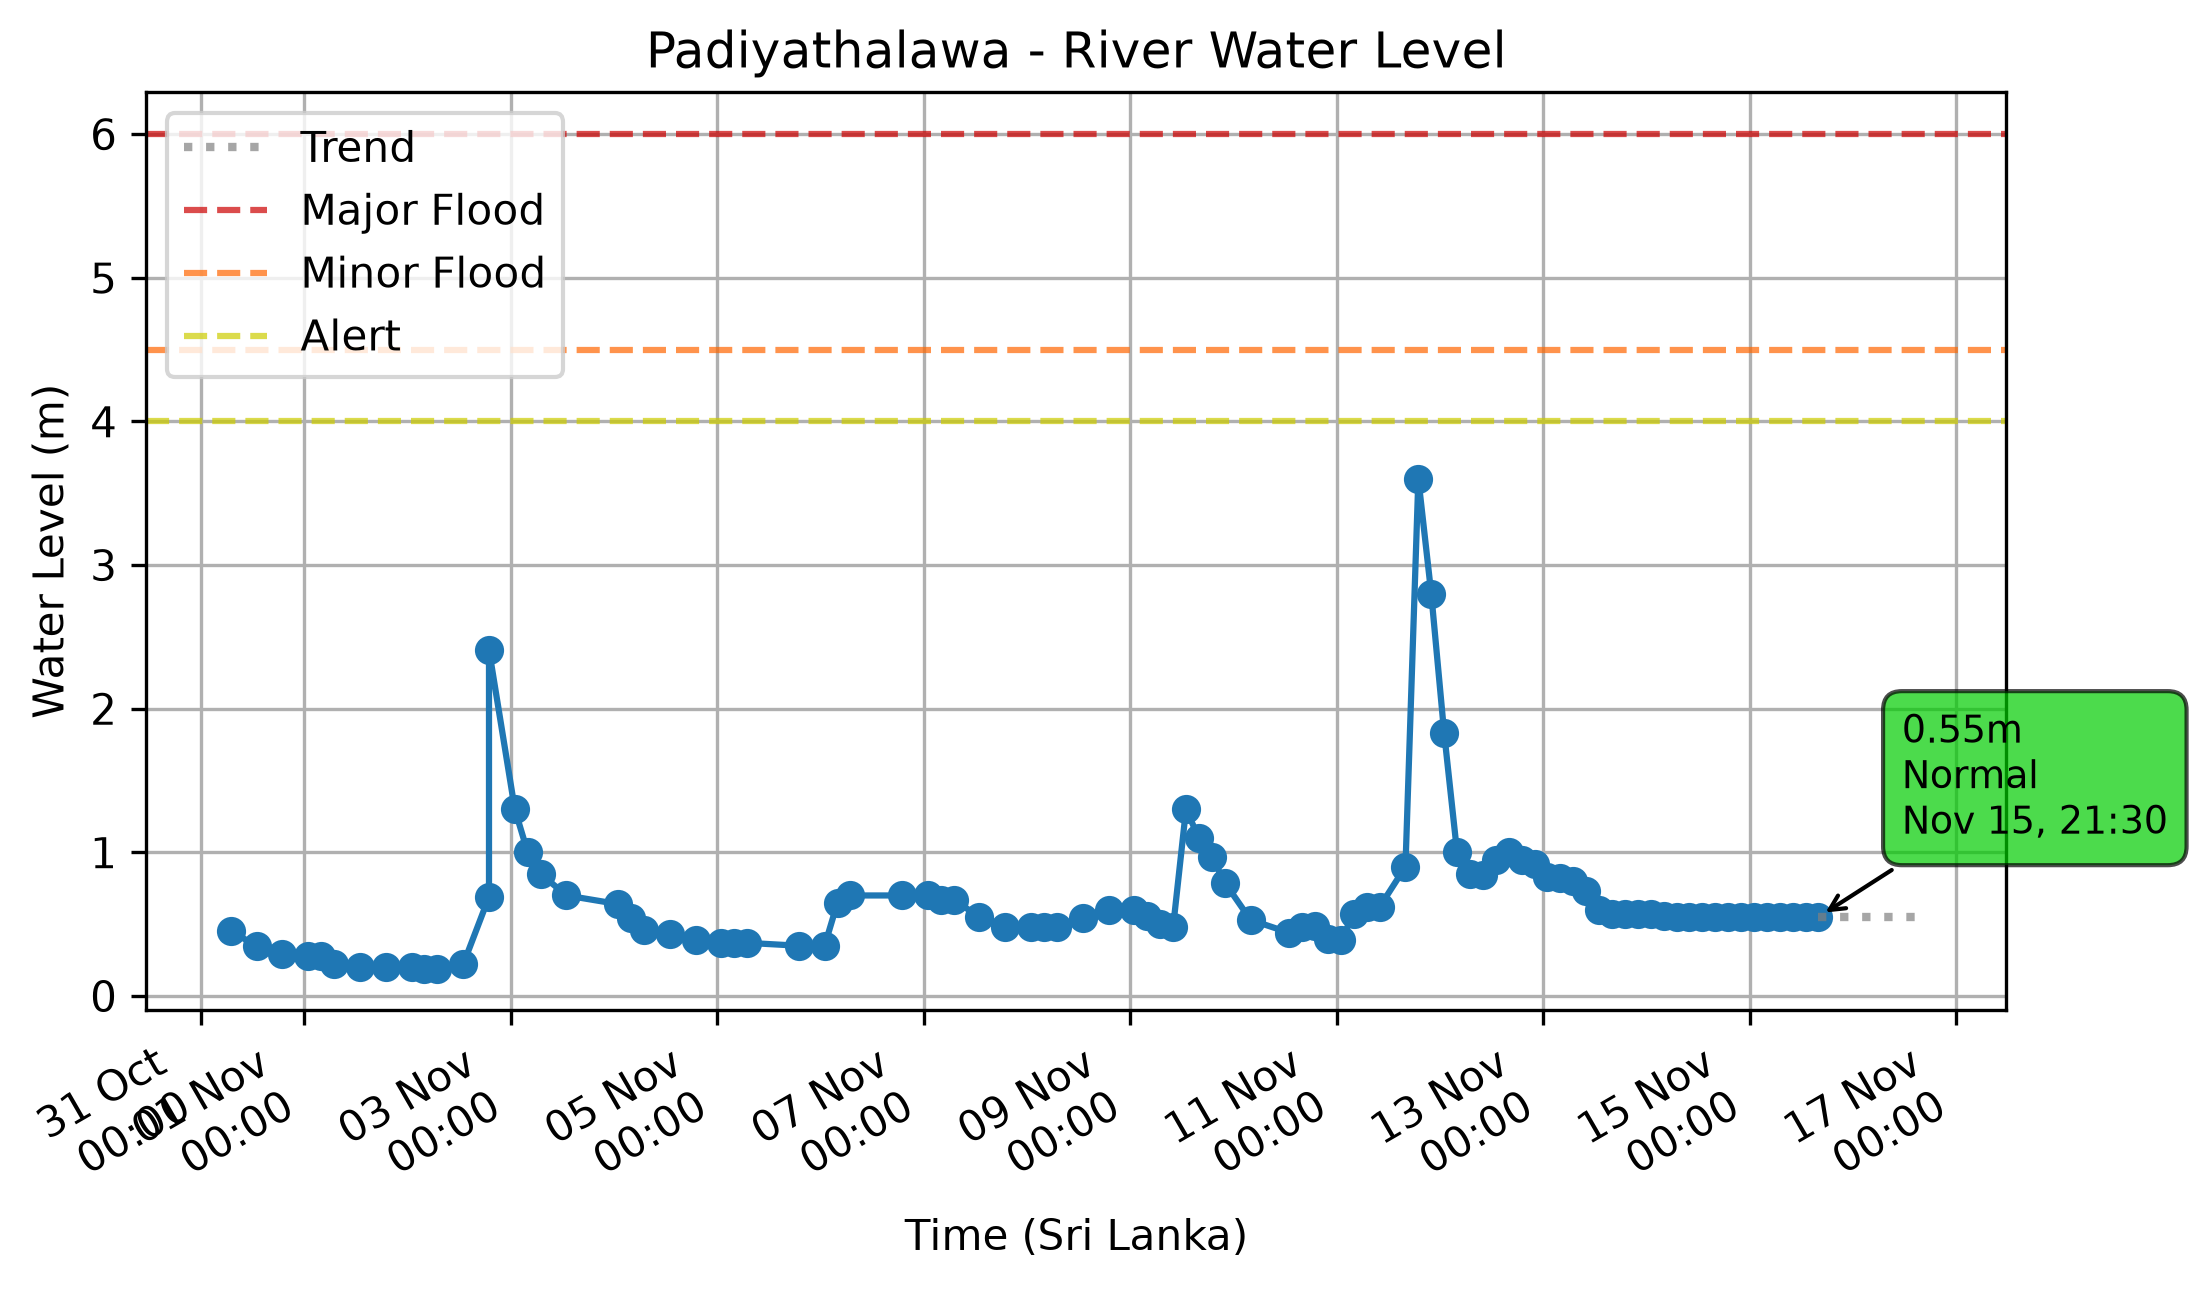 Padiyathalawa - River Water Level
Trend
Major Flood
Minor Flood
Alert
Water Level (m)
6
5
4
3
2
1
0
0.55m
Normal
Nov 15, 21:30
31 Oct
00:00
01 Nov
00:00
03 Nov
00:00
05 Nov
00:00
07 Nov
00:00
09 Nov
00:00
11 Nov
00:00
13 Nov
00:00
15 Nov
00:00
17 Nov
00:00
Time (Sri Lanka)